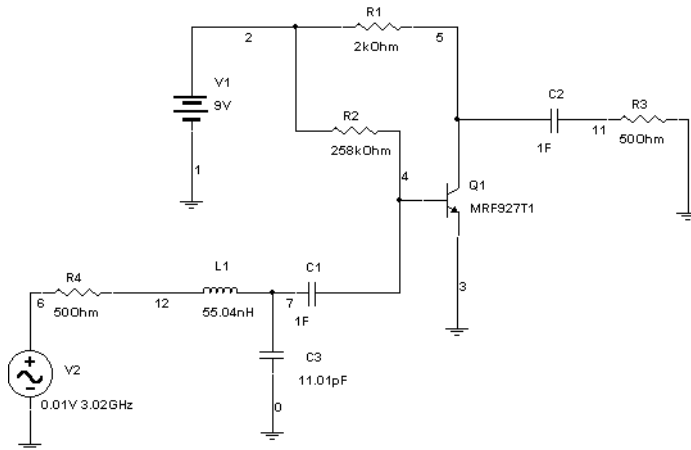 R1
2
2kOhm
5
V1
9V
R2
258kOhm
C2
1F
11
R3
50Ohm
1
4
Q1
MRF927T1
3
R4
6
50Ohm
12
L1
55.04nH
7
C1
1F
C3
11.01pF
0
V2
0.01V 3.02GHz